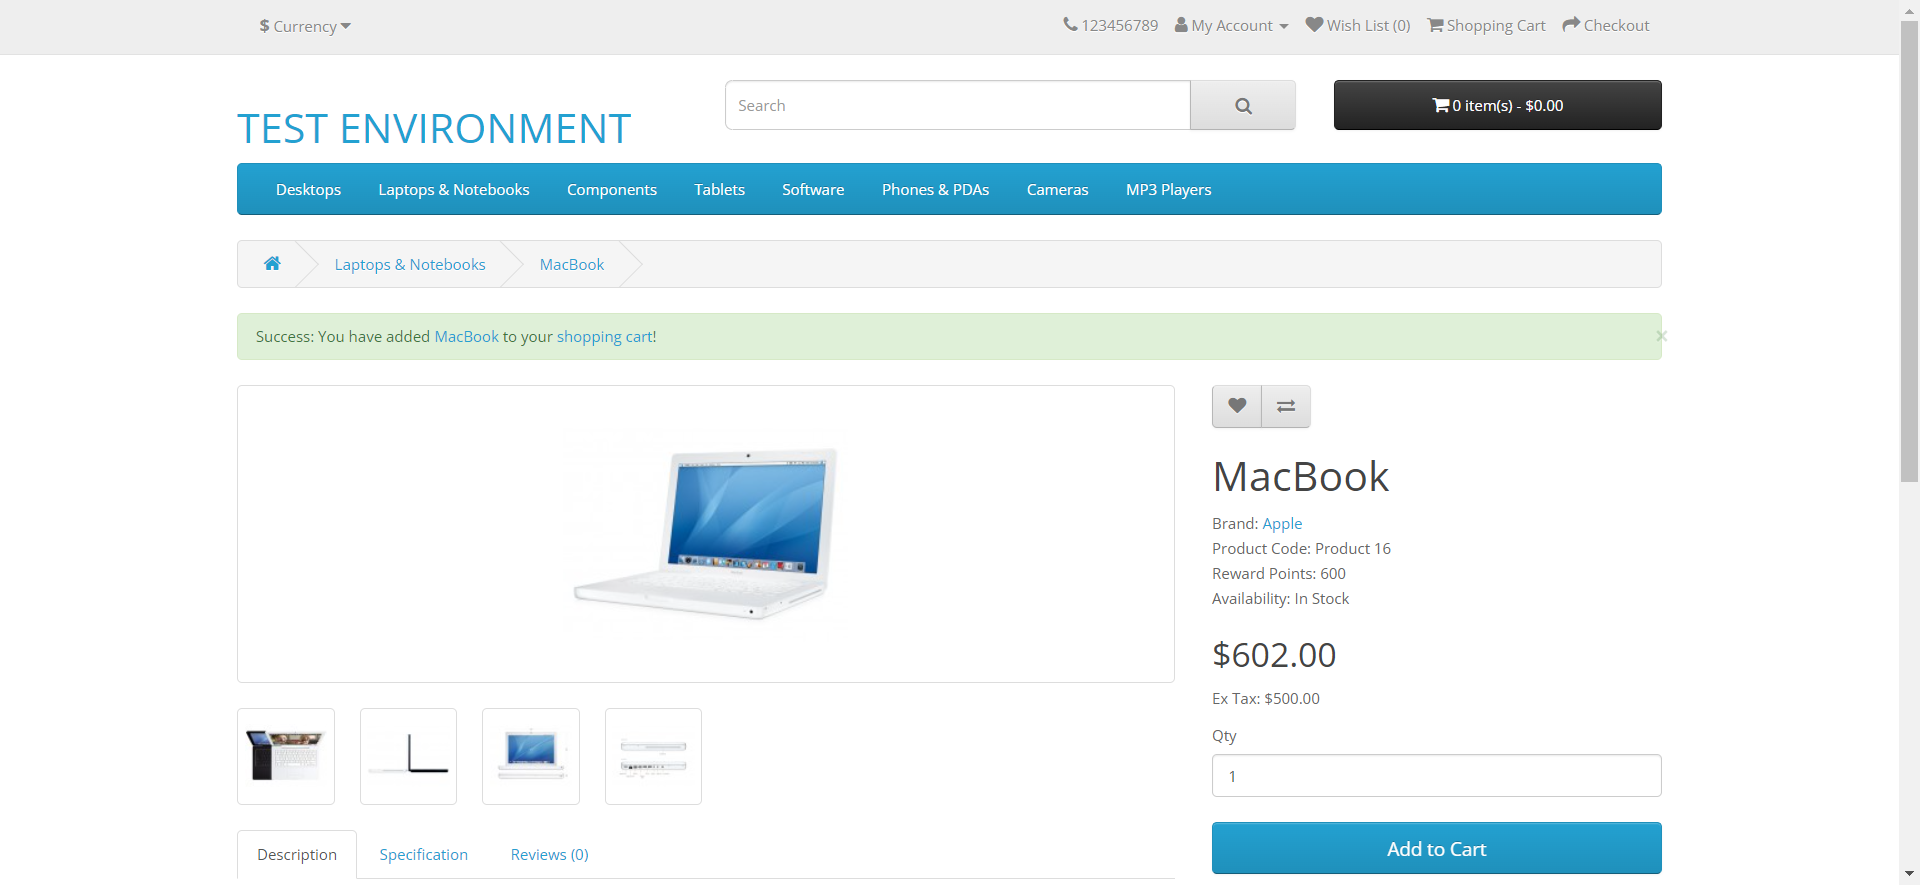 $ Currency
123456789 My Account Wish List (0) Shopping Cart Checkout
TEST ENVIRONMENT
Search
0 item(s) - $0.00
Desktops Laptops & Notebooks Components Tablets Software Phones & PDAs Cameras MP3 Players
Laptops & Notebooks MacBook
Success: You have added MacBook to your shopping cart!
×
MacBook
Brand: Apple
Product Code: Product 16
Reward Points: 600
Availability: In Stock
$602.00
Ex Tax: $500.00
Qty
1
Add to Cart
Description Specification Reviews (0)